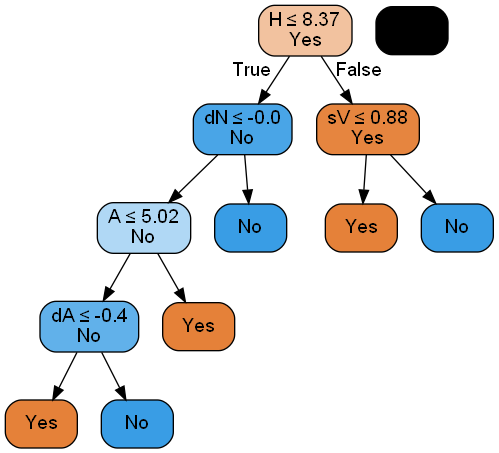 H ≤ 8.37
Yes
True
False
dN ≤ -0.0
No
sV ≤ 0.88
Yes
A ≤ 5.02
No
No
Yes
No
dA ≤ -0.4
No
Yes
Yes
No